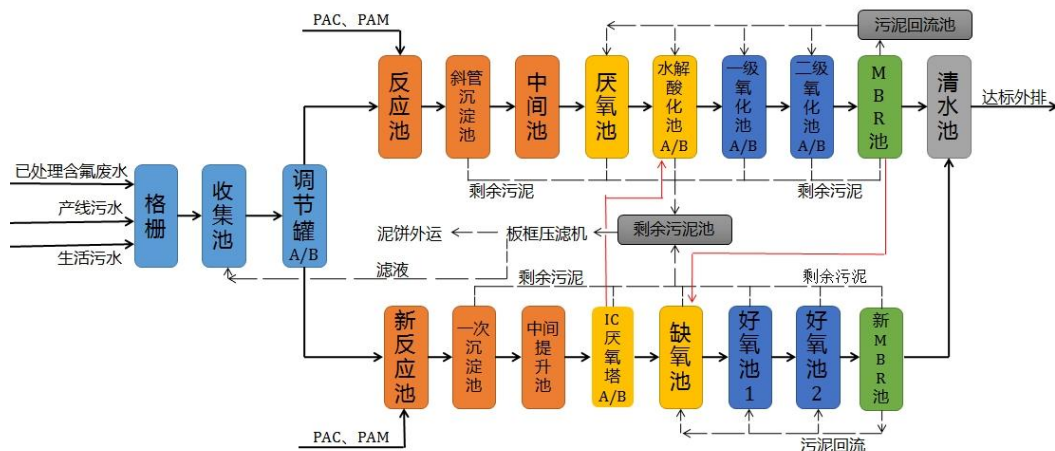 PAC、PAM
污泥回流池
反应池
斜管沉淀池
中间池
厌氧池
水解酸化池A/B
一级氧化池A/B
二级氧化池A/B
MBR池
清水池
达标外排
已处理含氟废水
产线污水
生活污水
格栅
收集池
调节罐A/B
剩余污泥
剩余污泥
泥饼外运
板框压滤机
剩余污泥池
滤液
剩余污泥
剩余污泥
新反应池
一次沉淀池
中间提升池
IC厌氧塔A/B
缺氧池
好氧池1
好氧池2
新MBR池
PAC、PAM
污泥回流